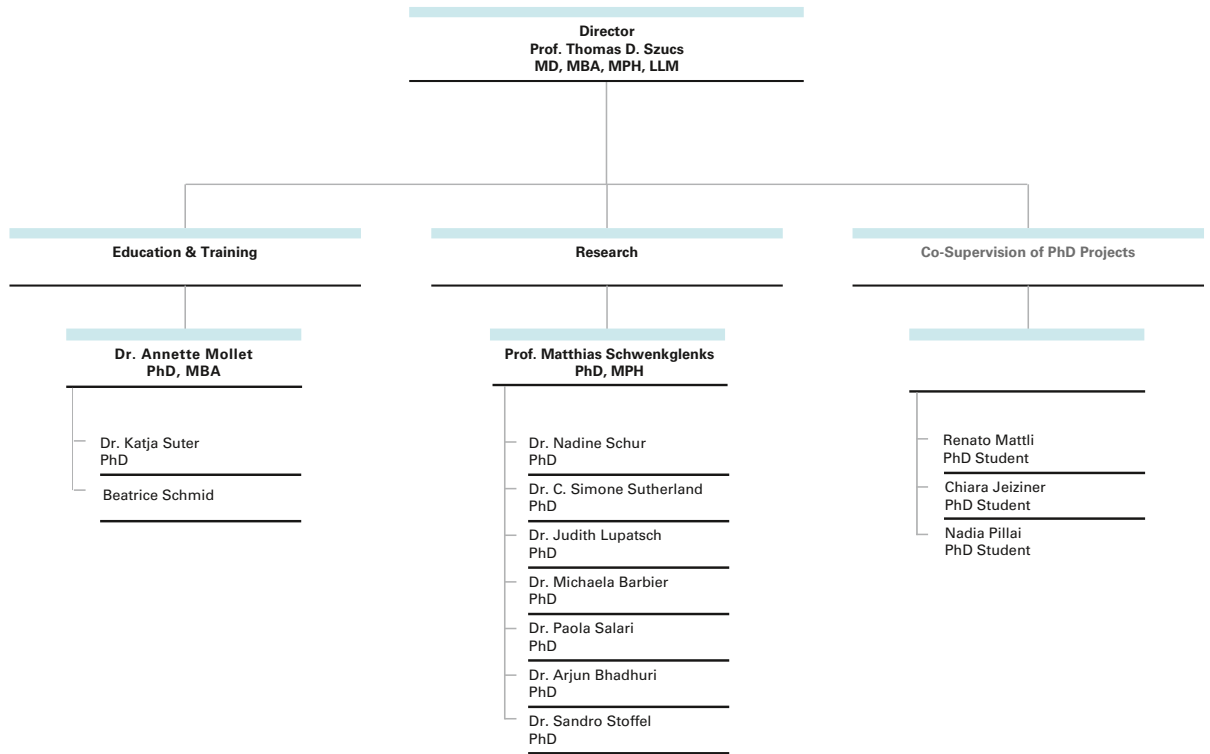 Director
Prof. Thomas D. Szucs
MD, MBA, MPH, LLM
Education & Training
Research
Co-Supervision of PhD Projects
Dr. Annette Mollet
PhD, MBA
Dr. Katja Suter
PhD
Beatrice Schmid
Prof. Matthias Schwenkglenks
PhD, MPH
Dr. Nadine Schur
PhD
Dr. C. Simone Sutherland
PhD
Dr. Judith Lupatsch
PhD
Dr. Michaela Barbier
PhD
Dr. Paola Salari
PhD
Dr. Arjun Bhadhuri
PhD
Dr. Sandro Stoffel
PhD
Renato Mattli
PhD Student
Chiara Jeiziner
PhD Student
Nadia Pillai
PhD Student